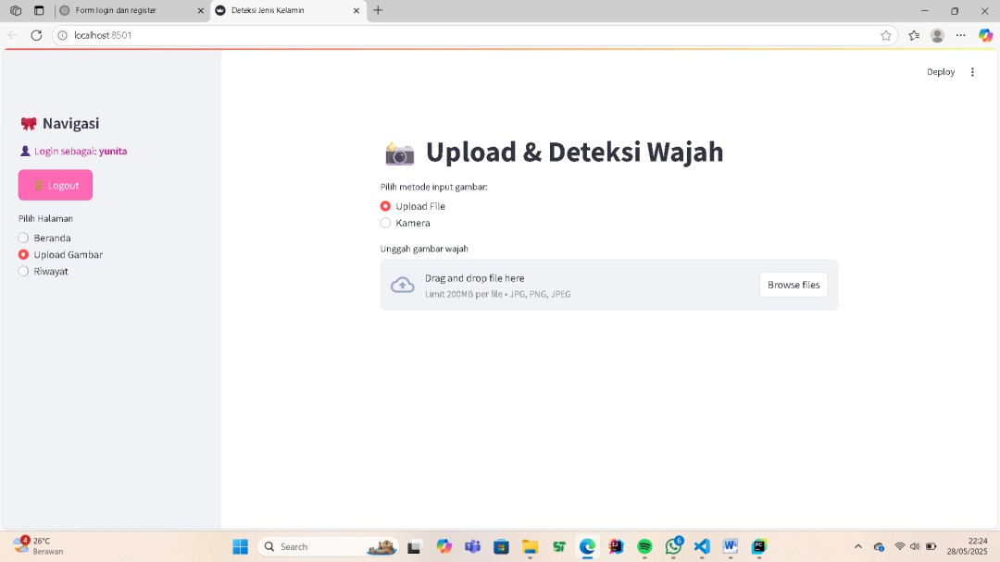 Form login dan register
Deteksi Jenis Kelamin
localhost:8501
Deploy
Navigasi
Login sebagai: yunita
Logout
Pilih Halaman
Beranda
Upload Gambar
Riwayat
Upload & Deteksi Wajah
Pilih metode input gambar:
Upload File
Kamera
Unggah gambar wajah
Drag and drop file here
Limit 200MB per file • JPG, PNG, JPEG
Browse files
4
26°C
Berawan
Search
SF
IJ
6
W
PC
22:24
28/05/2025